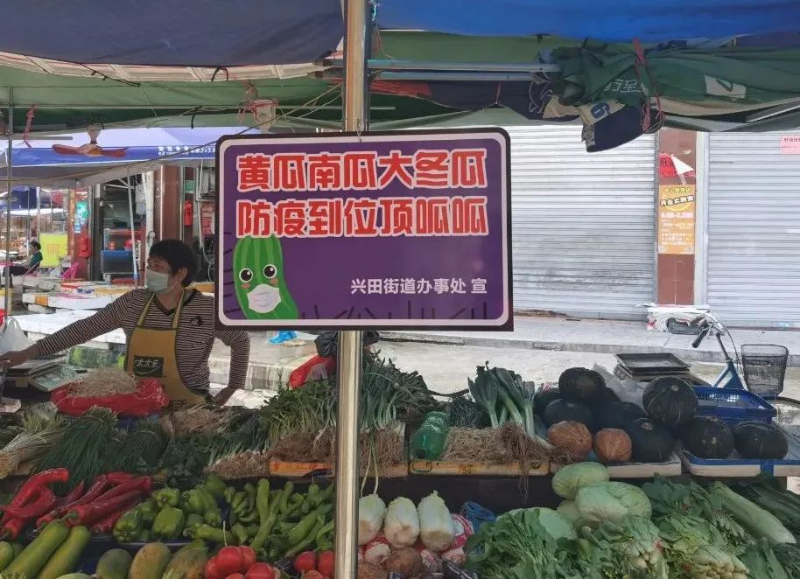 黄瓜南瓜大冬瓜
防疫到位顶呱呱
兴田街道办事处 宣